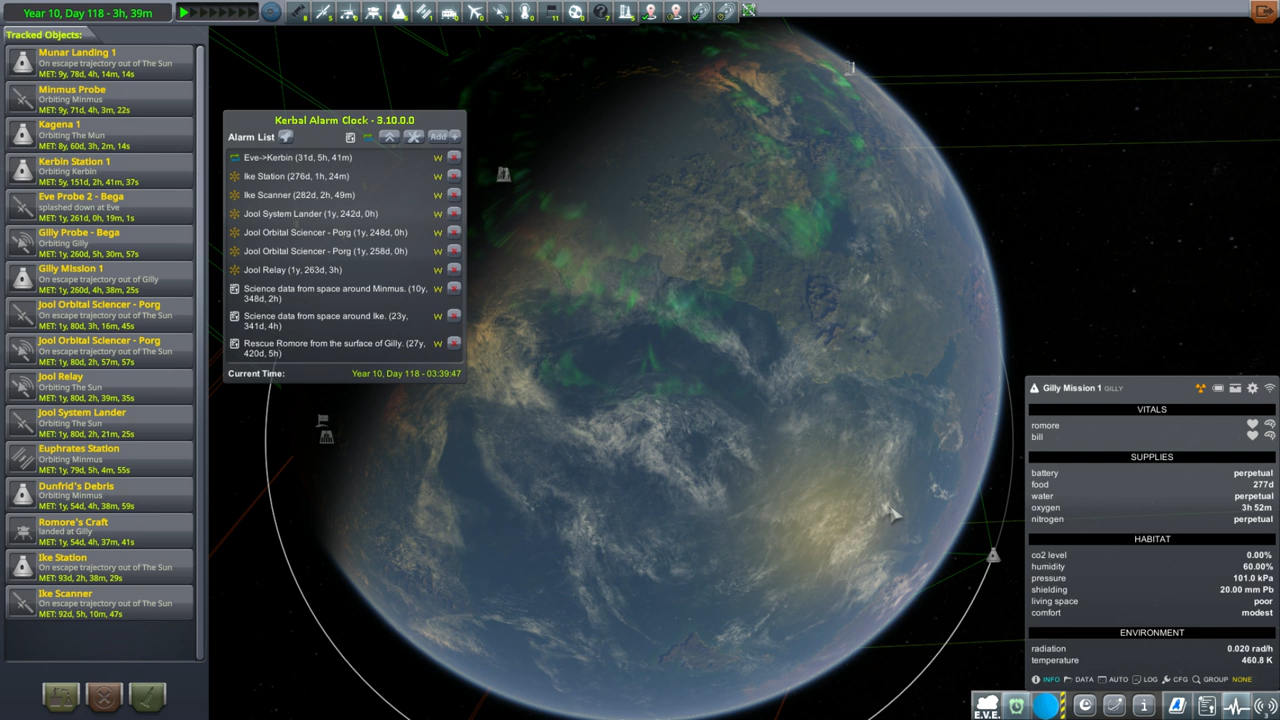 Year 10, Day 118 - 3h, 39m
Tracked Objects:
Munar Landing 1
On escape trajectory out of The Sun
MET: 9y, 78d, 4h, 14m, 14s
Minmus Probe
Orbiting Minmus
MET: 9y, 71d, 4h, 3m, 22s
Kagena 1
Orbiting The Mun
MET: 8y, 60d, 3h, 2m, 14s
Kerbin Station 1
Orbiting Kerbin
MET: 5y, 151d, 2h, 41m, 37s
Eve Probe 2 - Bega
splashed down at Eve
MET: 1y, 261d, 0h, 19m, 1s
Gilly Probe - Bega
Orbiting Gilly
MET: 1y, 260d, 5h, 30m, 57s
Gilly Mission 1
On escape trajectory out of Gilly
MET: 1y, 260d, 4h, 38m, 25s
Jool Orbital Sciencer - Porg
On escape trajectory out of The Sun
MET: 1y, 80d, 3h, 16m, 45s
Jool Orbital Sciencer - Porg
On escape trajectory out of The Sun
MET: 1y, 80d, 2h, 57m, 57s
Jool Relay
Orbiting The Sun
MET: 1y, 80d, 2h, 39m, 35s
Jool System Lander
Orbiting The Sun
MET: 1y, 80d, 2h, 21m, 25s
Euphrates Station
Orbiting Minmus
MET: 1y, 79d, 5h, 4m, 55s
Dunfrid's Debris
Orbiting Minmus
MET: 1y, 54d, 4h, 38m, 59s
Romore's Craft
landed at Gilly
MET: 1y, 54d, 4h, 37m, 41s
Ike Station
On escape trajectory out of The Sun
MET: 93d, 2h, 38m, 29s
Ike Scanner
On escape trajectory out of The Sun
MET: 92d, 5h, 10m, 47s
Kerbal Alarm Clock - 3.10.0.0
Alarm List Add +
Eve->Kerbin (31d, 5h, 41m) W
Ike Station (276d, 1h, 24m) W
Ike Scanner (282d, 2h, 49m) W
Jool System Lander (1y, 242d, 0h) W
Jool Orbital Sciencer - Porg (1y, 248d, 0h) W
Jool Orbital Sciencer - Porg (1y, 258d, 0h) W
Jool Relay (1y, 263d, 3h) W
Science data from space around Minmus. (10y, W
348d, 2h)
Science data from space around Ike. (23y, W
341d, 4h)
Rescue Romore from the surface of Gilly. (27y, W
420d, 5h)
Current Time: Year 10, Day 118 - 03:39:47
Gilly Mission 1 GILLY
VITALS
romore
bill
SUPPLIES
battery perpetual
food 277d
water perpetual
oxygen 3h 52m
nitrogen perpetual
HABITAT
co2 level 0.00%
humidity 60.00%
pressure 101.0 kPa
shielding 20.00 mm Pb
living space poor
comfort modest
ENVIRONMENT
radiation 0.020 rad/h
temperature 460.8 K
INFO DATA AUTO LOG CFG GROUP NONE
E.V.E.